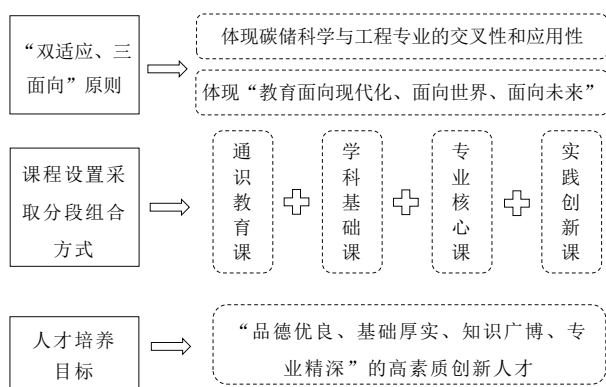 “双适应、三
面向”原则
体现碳储科学与工程专业的交叉性和应用性
体现“教育面向现代化、面向世界、面向未来”
课程设置采
取分段组合
方式
通识教育课
学科基础课
专业核心课
实践创新课
人才培养
目标
“品德优良、基础厚实、知识广博、专
业精深”的高素质创新人才